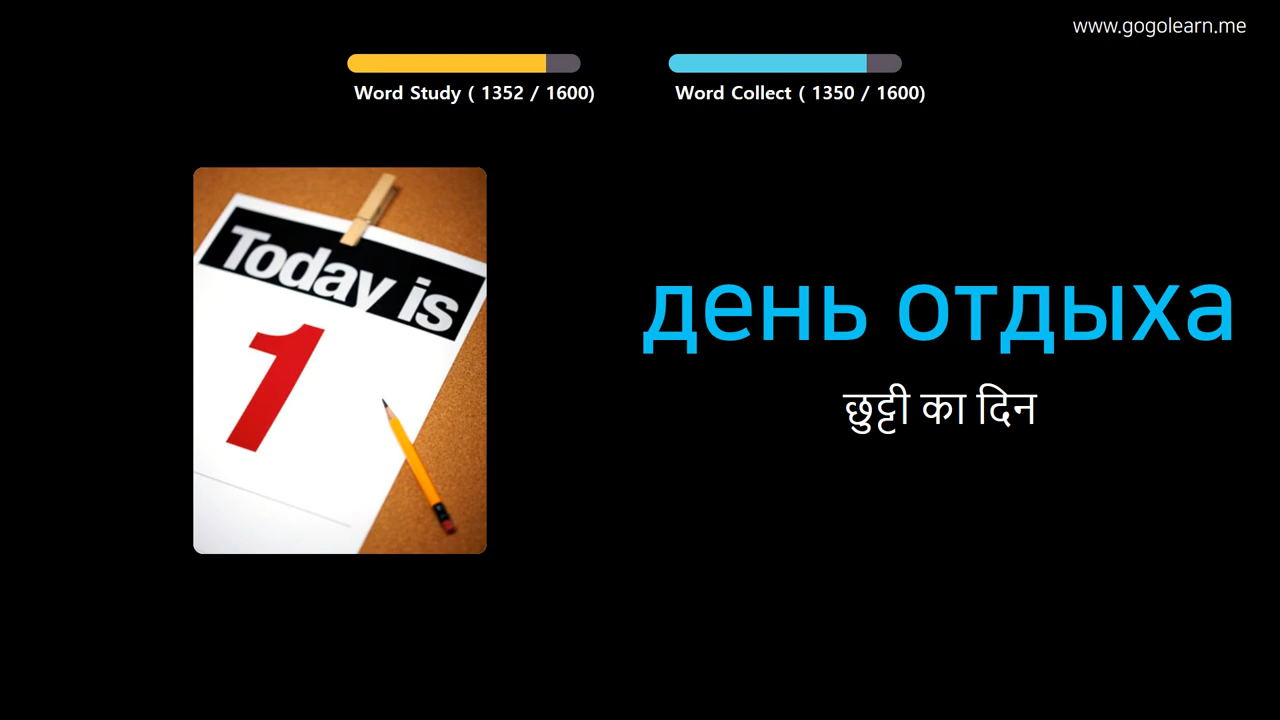 www.gogolearn.me
Word Study ( 1352 / 1600)
Word Collect ( 1350 / 1600)
Today is
1
день отдыха
छुट्टी का दिन